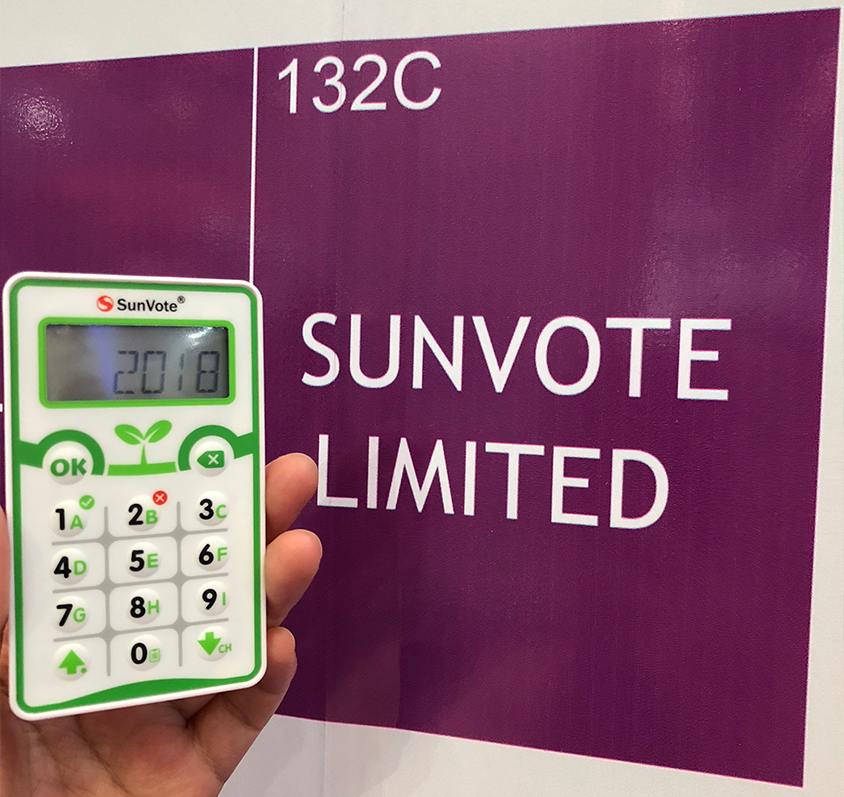 132C
SUNVOTE
LIMITED
SunVote®
2018
OK
1A 2B 3C
4D 5E 6F
7G 8H 9I
0 CH